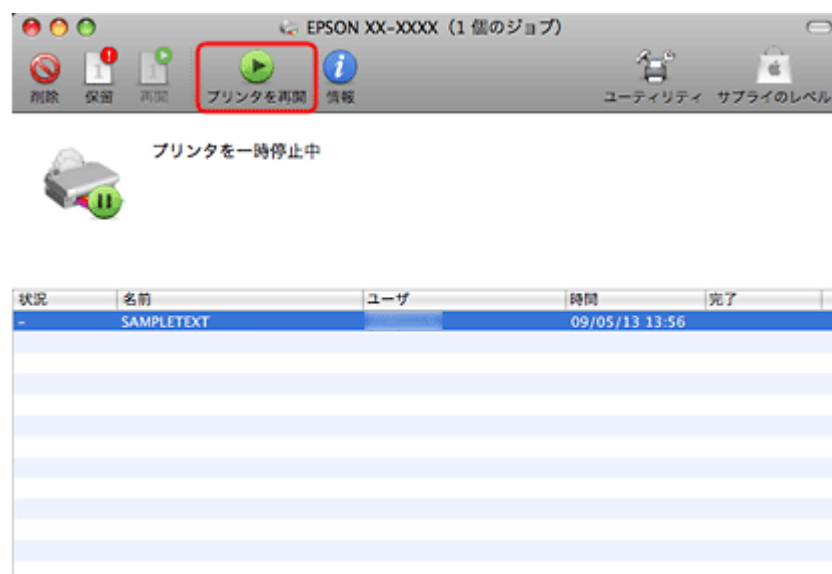 EPSON XX-XXXX（1 個のジョブ）
削除 保留 再開 プリンタを再開 情報 ユーティリティ サプライのレベル
プリンタを一時停止中
状況 名前 ユーザ 時間 完了
- SAMPLETEXT 09/05/13 13:56